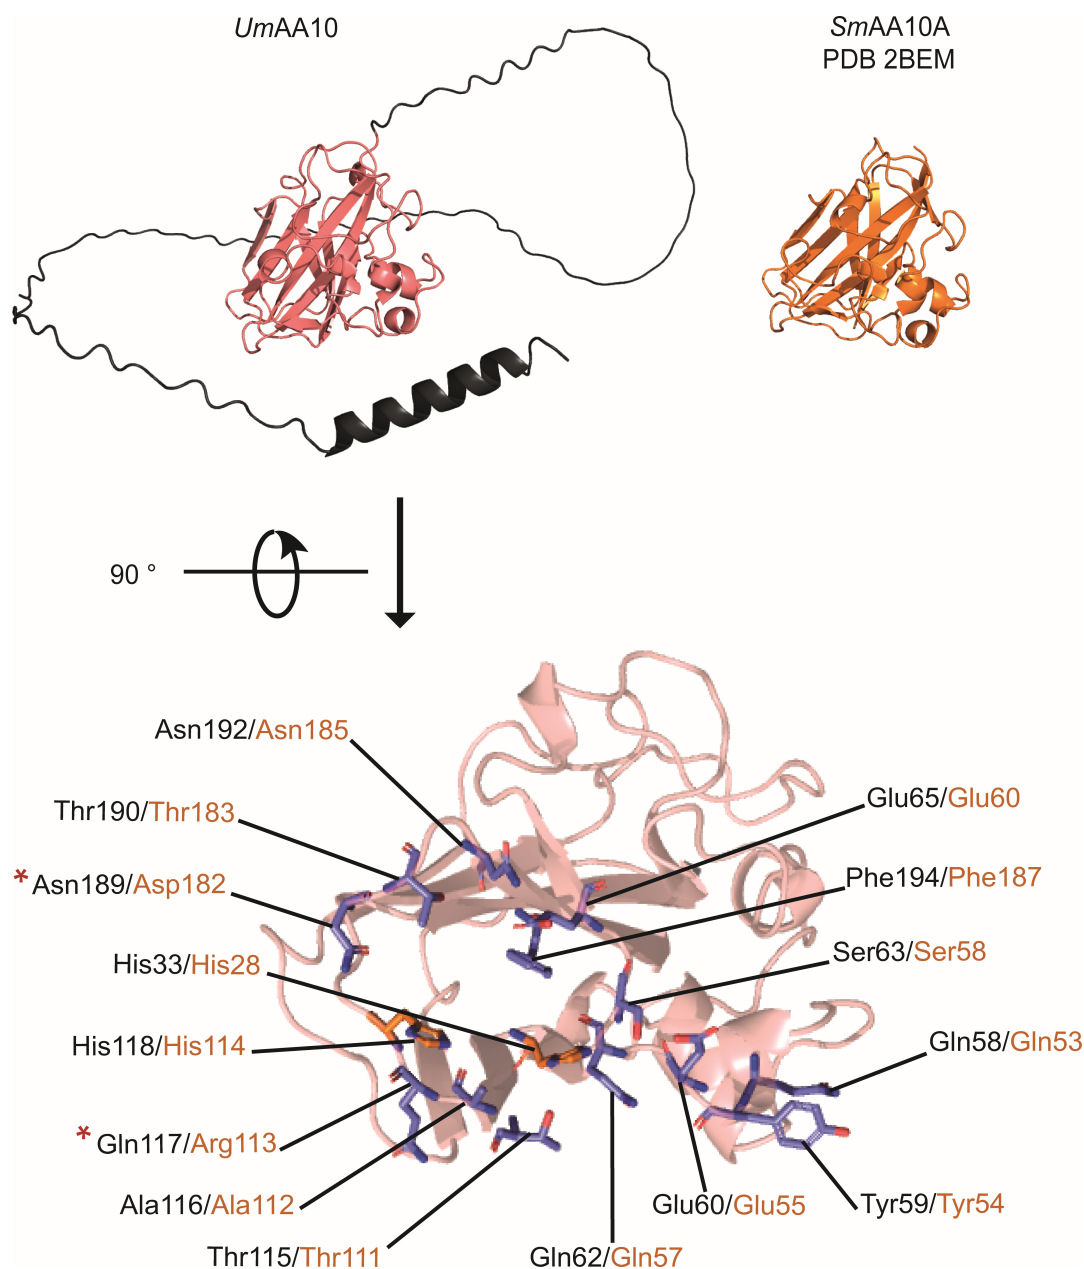 UmAA10
SmAA10A
PDB 2BEM
90 °
Asn192/Asn185
Thr190/Thr183
* Asn189/Asp182
His33/His28
His118/His114
* Gln117/Arg113
Ala116/Ala112
Thr115/Thr111
Glu65/Glu60
Phe194/Phe187
Ser63/Ser58
Gln58/Gln53
Glu60/Glu55
Tyr59/Tyr54
Gln62/Gln57